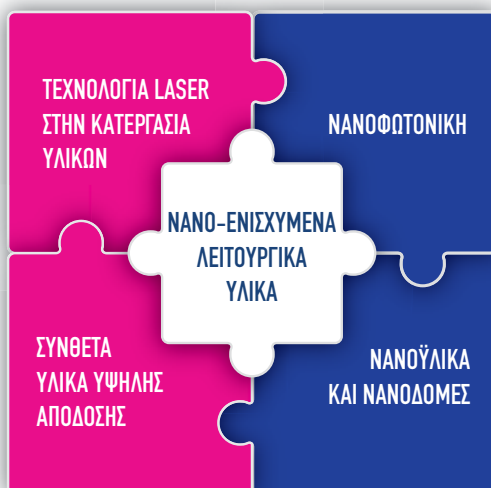 ΤΕΧΝΟΛΟΓΙΑ LASER
ΣΤΗΝ ΚΑΤΕΡΓΑΣΙΑ
ΥΛΙΚΩΝ
ΝΑΝΟΦΩΤΟΝΙΚΗ
ΝΑΝΟ-ΕΝΙΣΧΥΜΕΝΑ
ΛΕΙΤΟΥΡΓΙΚΑ
ΥΛΙΚΑ
ΣΥΝΘΕΤΑ
ΥΛΙΚΑ ΥΨΗΛΗΣ
ΑΠΟΔΟΣΗΣ
ΝΑΝΟΫΛΙΚΑ
ΚΑΙ ΝΑΝΟΔΟΜΕΣ